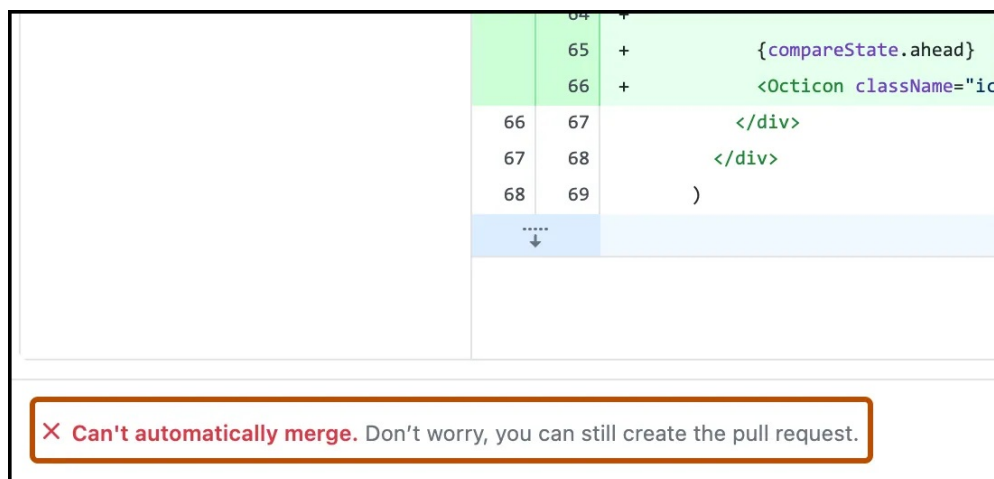 64 +
65 + {compareState.ahead}
66 + <Octicon className="ic
66 67 </div>
67 68 </div>
68 69 )
Can't automatically merge. Don’t worry, you can still create the pull request.